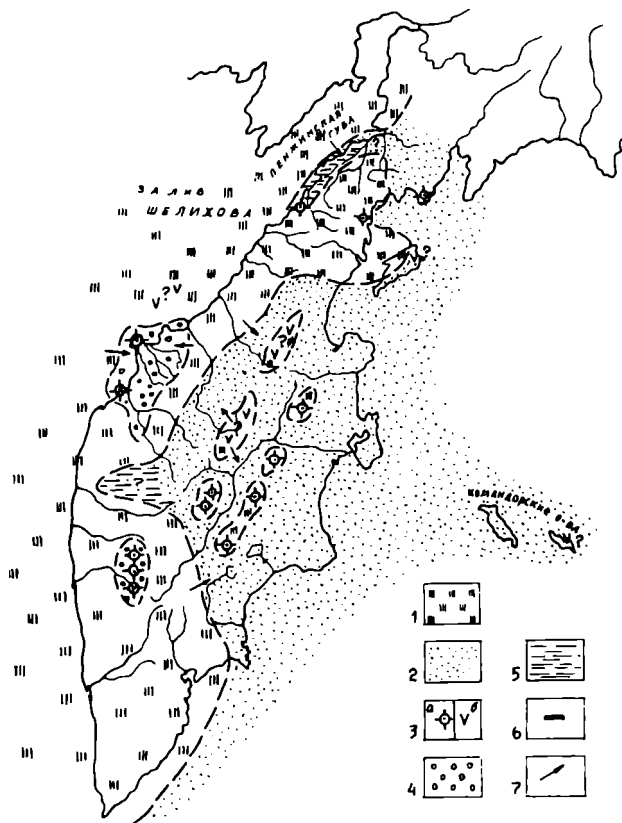 ПЕНЖИНСКАЯ
ГУБА
?
ЗАЛИВ
ШЕЛИХОВА
?
V ? V
V ?
V
? V
V
V
V
?
КОМАНДОРСКИЕ О-ВА
?
1
2
3 а б V
4
5
6
7